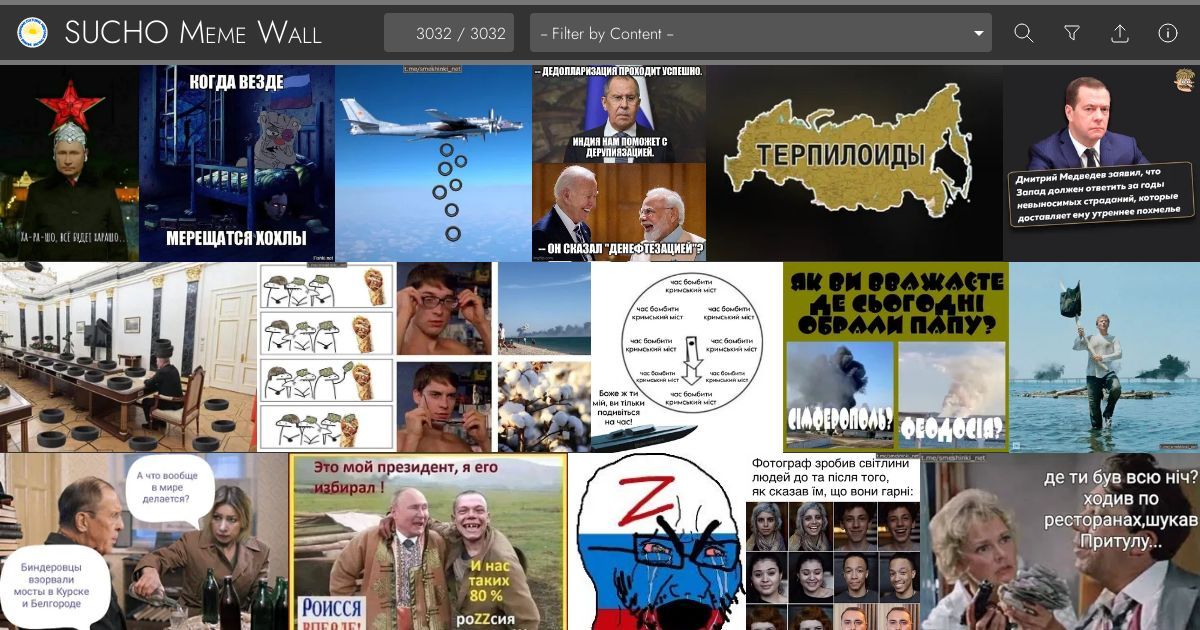 SUCHO Meme Wall
3032 / 3032
– Filter by Content –
ХА-РА-ШО, ВСЁ БУДЕТ ХАРАШО...
КОГДА ВЕЗДЕ
МЕРЕЩАТСЯ ХОХЛЫ
t.me/smeshinki_net
-- ДЕДОЛЛАРИЗАЦИЯ ПРОХОДИТ УСПЕШНО.
ИНДИЯ НАМ ПОМОЖЕТ С
ДЕРУПИЯЗАЦИЕЙ.
-- ОН СКАЗАЛ "ДЕНЕФТЕЗАЦИЕЙ"?
ТЕРПИЛОИДЫ
Дмитрий Медведев заявил, что
Запад должен ответить за годы
невыносимых страданий, которые
доставляет ему утреннее похмелье
час бомбити
кримський міст
час бомбити
кримський міст
час бомбити
кримський міст
час бомбити
кримський міст
час бомбити
кримський міст
час бомбити
кримський міст
час бомбити
кримський міст
час бомбити
кримський міст
Боже ж ти
мій, ви тільки
подивіться
на час!
ЯК ВИ ВВАЖАЄТЕ
ДЕ СЬОГОДНІ
ОБРАЛИ ПАПУ?
СІМФЕРОПОЛЬ?
ФЕОДОСІЯ?
t.me/smeshinki_net
А что вообще
в мире
делается?
Биндеровцы
взорвали
мосты в Курске
и Белгороде
Это мой президент, я его
избирал !
И нас
таких
80 %
роZZсия
РОИССЯ
ВПЕРДЕ!
Z
Фотограф зробив світлини
людей до та після того,
як сказав їм, що вони гарні:
де ти був всю ніч?
ходив по
ресторанах,шукав
Притулу...